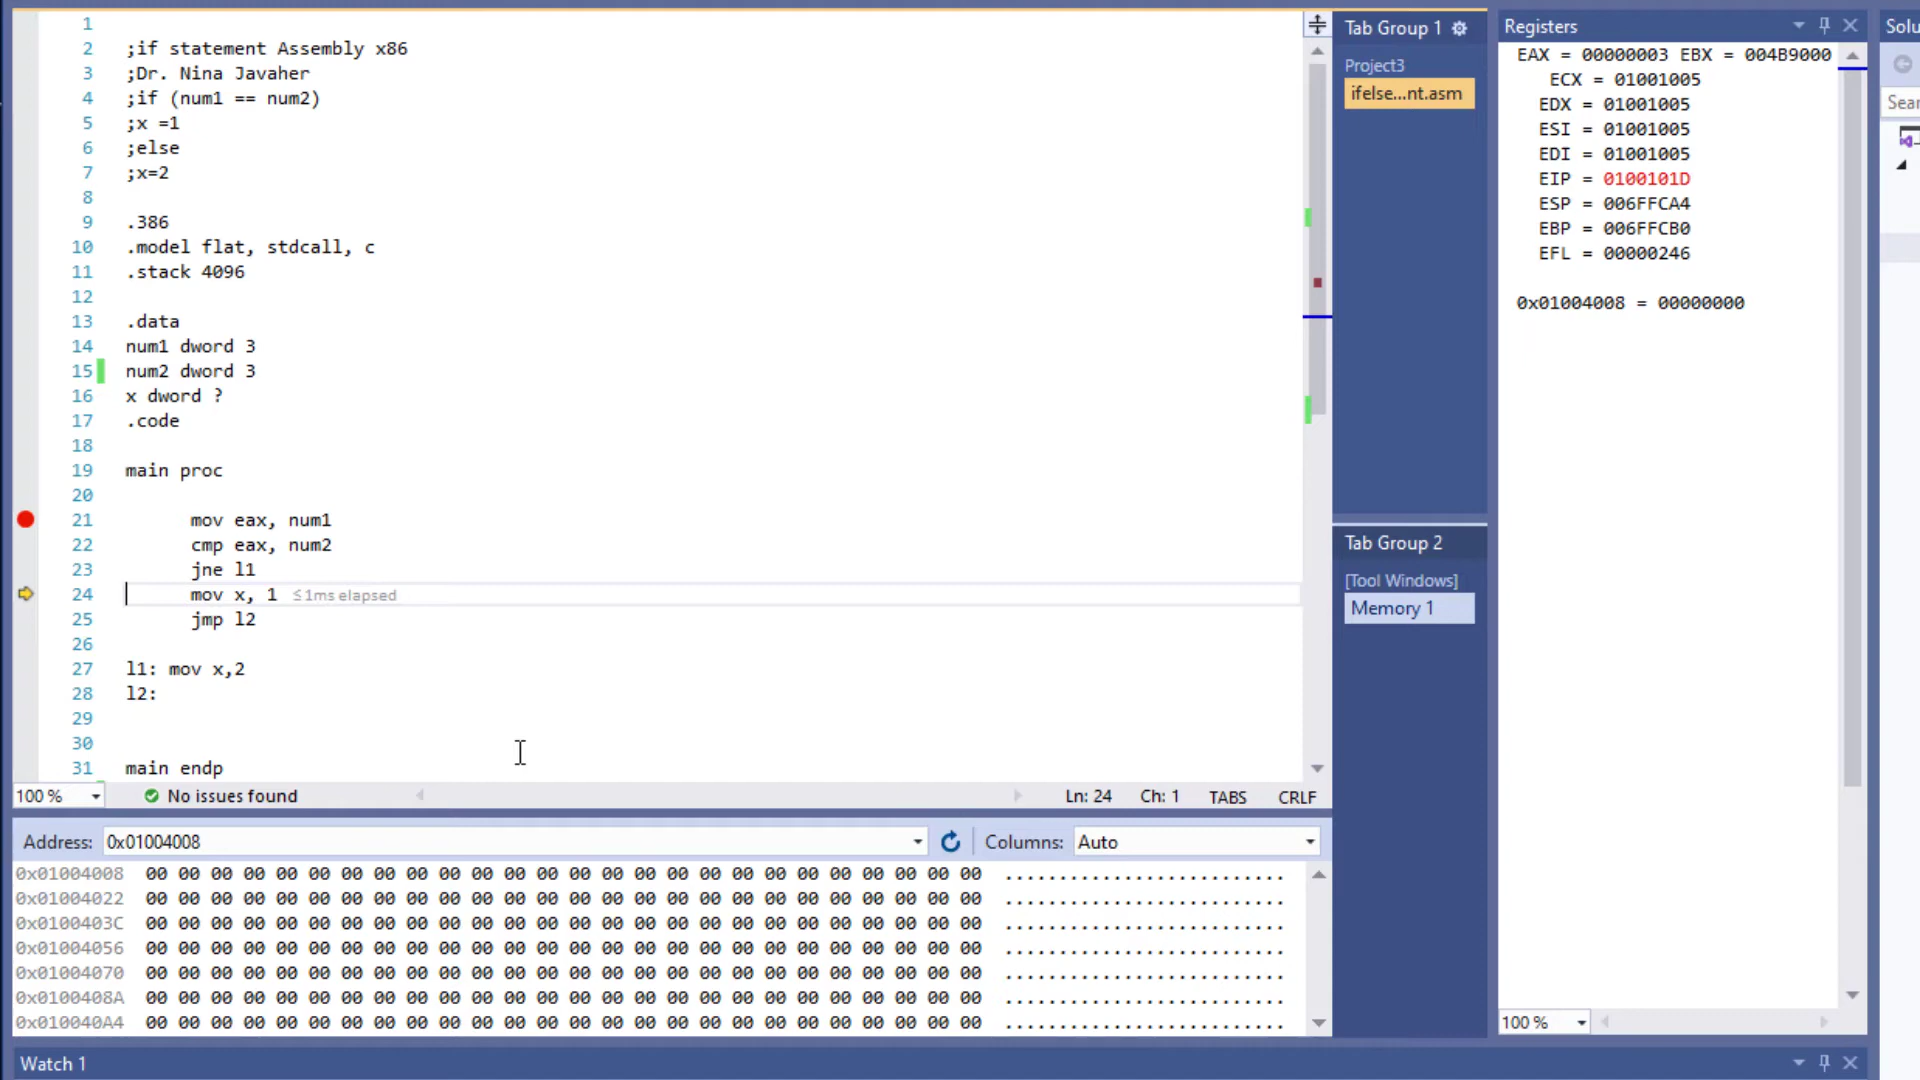 1
2 ;if statement Assembly x86
3 ;Dr. Nina Javaher
4 ;if (num1 == num2)
5 ;x =1
6 ;else
7 ;x=2
8
9 .386
10 .model flat, stdcall, c
11 .stack 4096
12
13 .data
14 num1 dword 3
15 num2 dword 3
16 x dword ?
17 .code
18
19 main proc
20
21 mov eax, num1
22 cmp eax, num2
23 jne l1
24 mov x, 1 ≤1ms elapsed
25 jmp l2
26
27 l1: mov x,2
28 l2:
29
30
31 main endp
100 % No issues found Ln: 24 Ch: 1 TABS CRLF
Address: 0x01004008 Columns: Auto
0x01004008 00 00 00 00 00 00 00 00 00 00 00 00 00 00 00 00 00 00 00 00 00 00 00 00 00 00 ..........................
0x01004022 00 00 00 00 00 00 00 00 00 00 00 00 00 00 00 00 00 00 00 00 00 00 00 00 00 00 ..........................
0x0100403C 00 00 00 00 00 00 00 00 00 00 00 00 00 00 00 00 00 00 00 00 00 00 00 00 00 00 ..........................
0x01004056 00 00 00 00 00 00 00 00 00 00 00 00 00 00 00 00 00 00 00 00 00 00 00 00 00 00 ..........................
0x01004070 00 00 00 00 00 00 00 00 00 00 00 00 00 00 00 00 00 00 00 00 00 00 00 00 00 00 ..........................
0x0100408A 00 00 00 00 00 00 00 00 00 00 00 00 00 00 00 00 00 00 00 00 00 00 00 00 00 00 ..........................
0x010040A4 00 00 00 00 00 00 00 00 00 00 00 00 00 00 00 00 00 00 00 00 00 00 00 00 00 00 ..........................
Watch 1
Tab Group 1
Project3
ifelse...nt.asm
Tab Group 2
[Tool Windows]
Memory 1
Registers
EAX = 00000003 EBX = 004B9000
ECX = 01001005
EDX = 01001005
ESI = 01001005
EDI = 01001005
EIP = 0100101D
ESP = 006FFCA4
EBP = 006FFCB0
EFL = 00000246
0x01004008 = 00000000
100 %
Solu
Sear